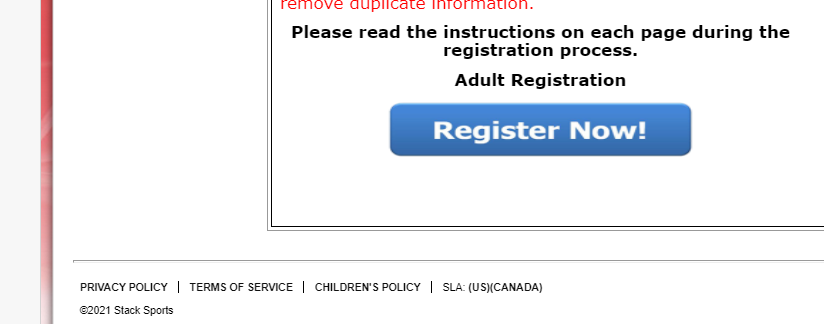 remove duplicate information.
Please read the instructions on each page during the
registration process.
Adult Registration
Register Now!
PRIVACY POLICY | TERMS OF SERVICE | CHILDREN'S POLICY | SLA: (US)(CANADA)
©2021 Stack Sports